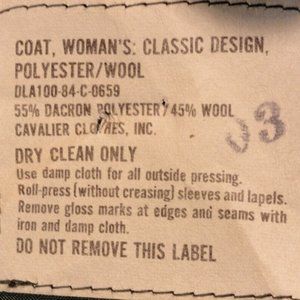 COAT, WOMAN'S: CLASSIC DESIGN,
POLYESTER/WOOL
DLA100-84-C-0659
55% DACRON POLYESTER/45% WOOL
CAVALIER CLOTHES, INC.
03
DRY CLEAN ONLY
Use damp cloth for all outside pressing.
Roll-press (without creasing) sleeves and lapels.
Remove gloss marks at edges and seams with
iron and damp cloth.
DO NOT REMOVE THIS LABEL